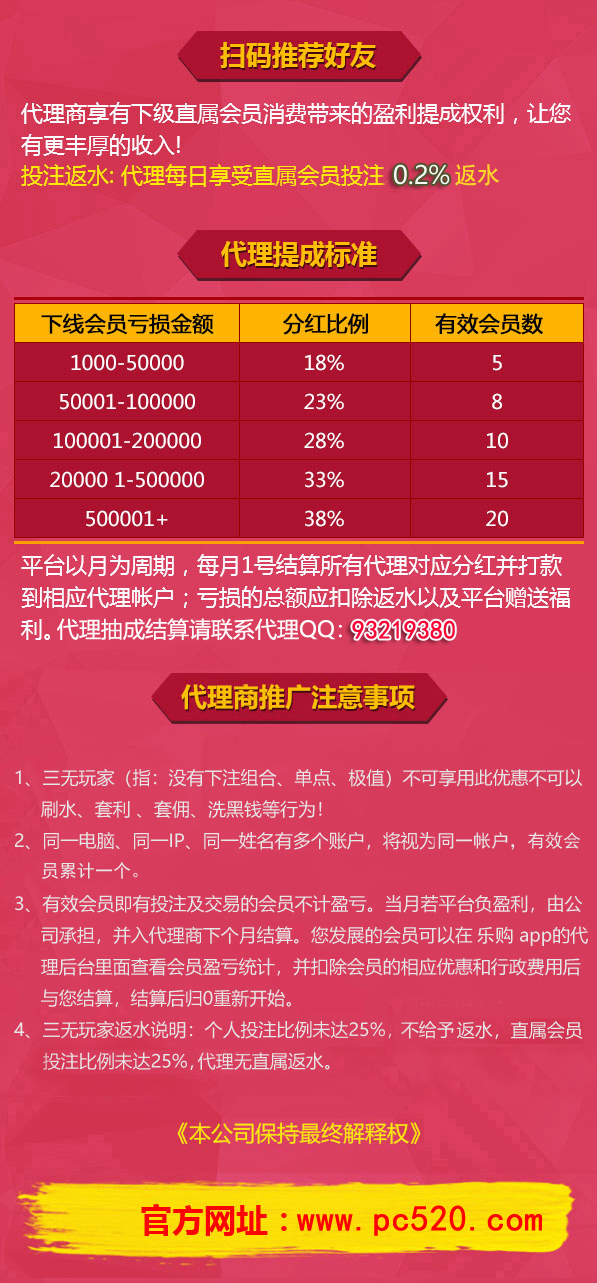 扫码推荐好友
代理商享有下级直属会员消费带来的盈利提成权利，让您
有更丰厚的收入!
投注返水: 代理每日享受直属会员投注 0.2% 返水
代理提成标准
下线会员亏损金额 分红比例 有效会员数
1000-50000 18% 5
50001-100000 23% 8
100001-200000 28% 10
20000 1-500000 33% 15
500001+ 38% 20
平台以月为周期，每月1号结算所有代理对应分红并打款
到相应代理帐户；亏损的总额应扣除返水以及平台赠送福
利。代理抽成结算请联系代理QQ: 93219380
代理商推广注意事项
1、三无玩家（指：没有下注组合、单点、极值）不可享用此优惠不可以
刷水、套利 、套佣、洗黑钱等行为！
2、同一电脑、同一IP、同一姓名有多个账户，将视为同一帐户，有效会
员累计一个。
3、有效会员即有投注及交易的会员不计盈亏。当月若平台负盈利，由公
司承担，并入代理商下个月结算。您发展的会员可以在 乐购 app的代
理后台里面查看会员盈亏统计，并扣除会员的相应优惠和行政费用后
与您结算，结算后归0重新开始。
4、三无玩家返水说明：个人投注比例未达25%，不给予 返水，直属会员
投注比例未达25%，代理无直属返水。
《本公司保持最终解释权》
官方网址：www.pc520.com